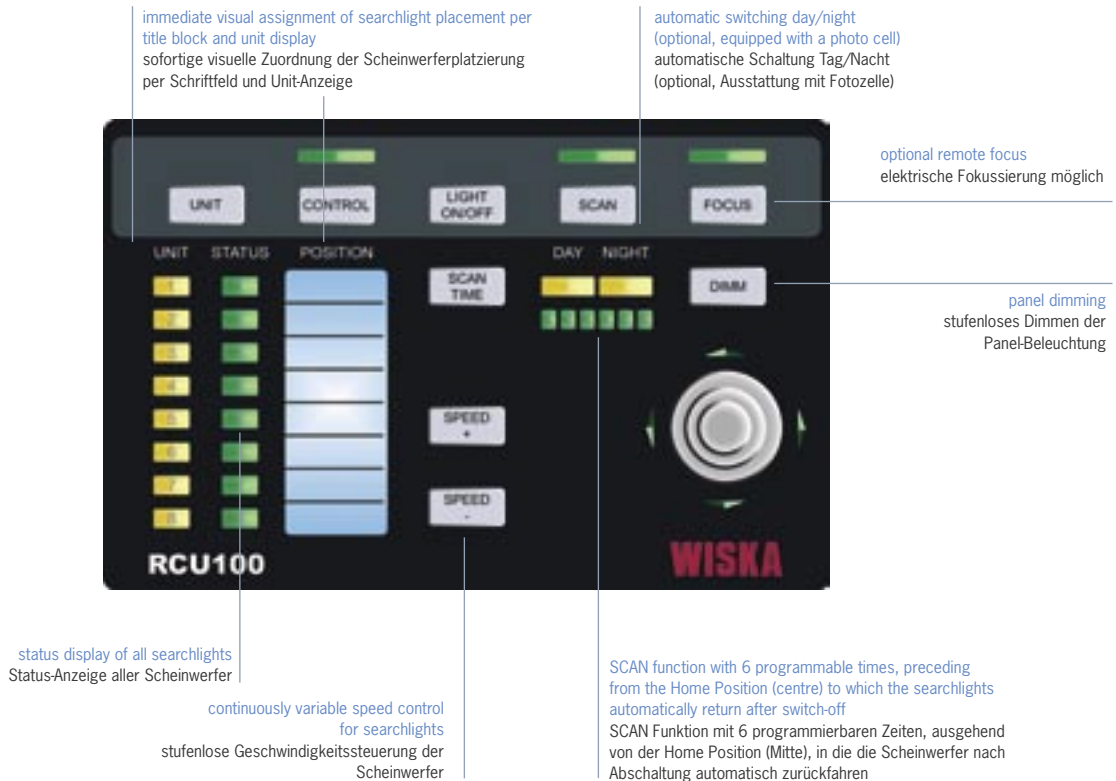 immediate visual assignment of searchlight placement per
title block and unit display
sofortige visuelle Zuordnung der Scheinwerferplatzierung
per Schriftfeld und Unit-Anzeige
automatic switching day/night
(optional, equipped with a photo cell)
automatische Schaltung Tag/Nacht
(optional, Ausstattung mit Fotozelle)
optional remote focus
elektrische Fokussierung möglich
UNIT
CONTROL
LIGHT
ON/OFF
SCAN
FOCUS
UNIT STATUS POSITION
DAY NIGHT
SCAN
TIME
DIMM
panel dimming
stufenloses Dimmen der
Panel-Beleuchtung
1
2
3
4
5
6
7
8
SPEED
+
SPEED
-
RCU100
WISKA
status display of all searchlights
Status-Anzeige aller Scheinwerfer
continuously variable speed control
for searchlights
stufenlose Geschwindigkeitssteuerung der
Scheinwerfer
SCAN function with 6 programmable times, preceding
from the Home Position (centre) to which the searchlights
automatically return after switch-off
SCAN Funktion mit 6 programmierbaren Zeiten, ausgehend
von der Home Position (Mitte), in die die Scheinwerfer nach
Abschaltung automatisch zurückfahren